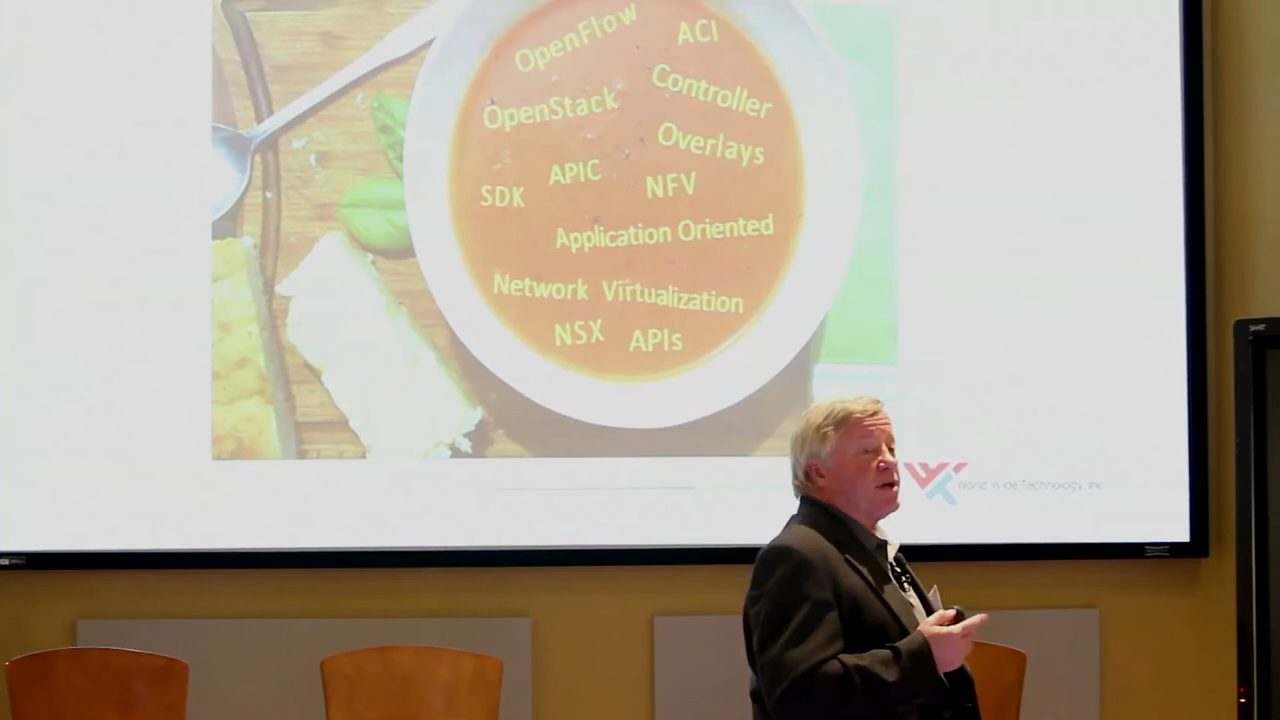 OpenFlow
ACI
OpenStack
Controller
Overlays
SDK
APIC
NFV
Application Oriented
Network Virtualization
NSX
APIs
World Wide Technology, Inc.